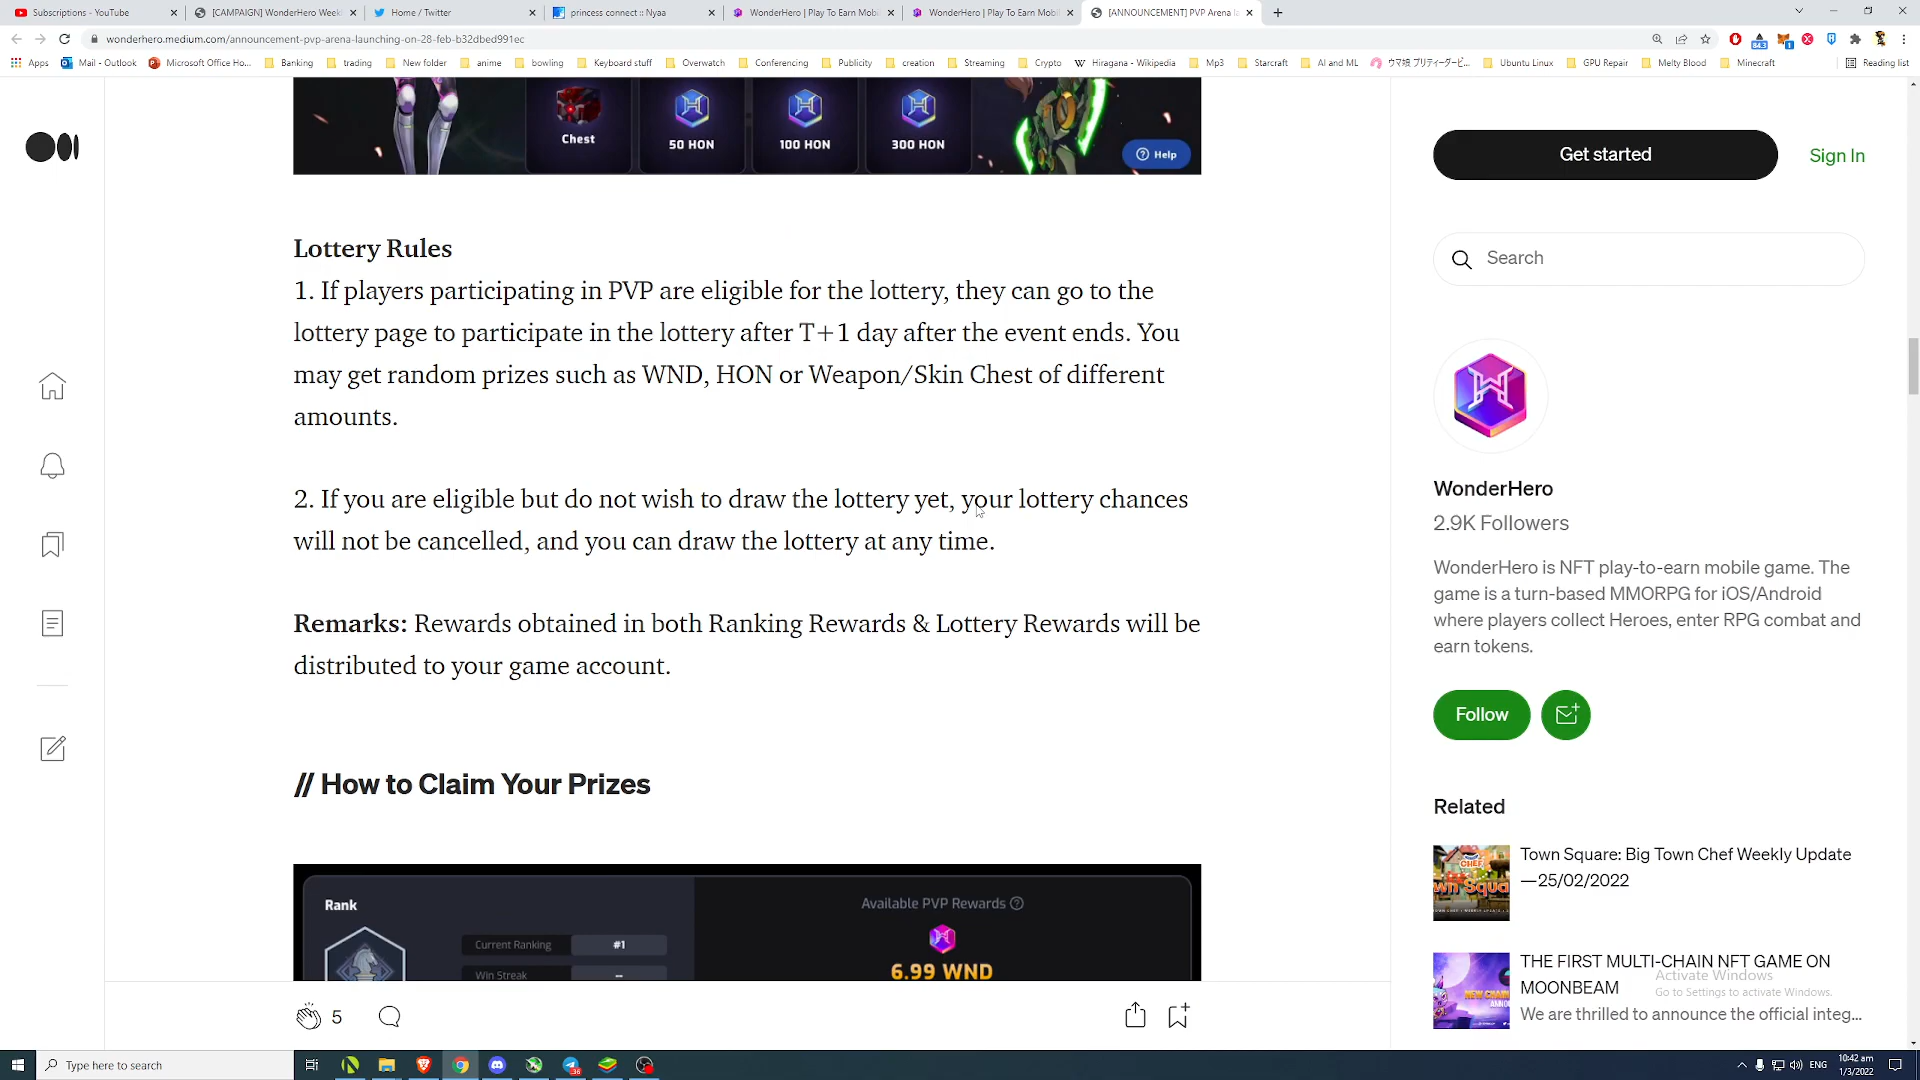 Subscriptions - YouTube
[CAMPAIGN] WonderHero Week
Home / Twitter
princess connect :: Nyaa
WonderHero | Play To Earn Mobi
WonderHero | Play To Earn Mobi
[ANNOUNCEMENT] PVP Arena la
wonderhero.medium.com/announcement-pvp-arena-launching-on-28-feb-b32dbed991ec
Apps
Mail - Outlook
Microsoft Office Ho...
Banking
trading
New folder
anime
bowling
Keyboard stuff
Overwatch
Conferencing
Publicity
creation
Streaming
Crypto
Hiragana - Wikipedia
Mp3
Starcraft
AI and ML
ウマ娘 プリティーダービ...
Ubuntu Linux
GPU Repair
Melty Blood
Minecraft
Reading list
Chest
50 HON
100 HON
300 HON
Help
Lottery Rules
1. If players participating in PVP are eligible for the lottery, they can go to the
lottery page to participate in the lottery after T+1 day after the event ends. You
may get random prizes such as WND, HON or Weapon/Skin Chest of different
amounts.
2. If you are eligible but do not wish to draw the lottery yet, your lottery chances
will not be cancelled, and you can draw the lottery at any time.
Remarks: Rewards obtained in both Ranking Rewards & Lottery Rewards will be
distributed to your game account.
// How to Claim Your Prizes
Rank
Current Ranking
#1
Win Streak
--
Available PVP Rewards
6.99 WND
5
Get started
Sign In
Search
WonderHero
2.9K Followers
WonderHero is NFT play-to-earn mobile game. The
game is a turn-based MMORPG for iOS/Android
where players collect Heroes, enter RPG combat and
earn tokens.
Follow
Related
Town Square: Big Town Chef Weekly Update
—25/02/2022
THE FIRST MULTI-CHAIN NFT GAME ON
MOONBEAM
We are thrilled to announce the official integ...
Activate Windows
Go to Settings to activate Windows.
Type here to search
ENG
10:42 am
1/3/2022